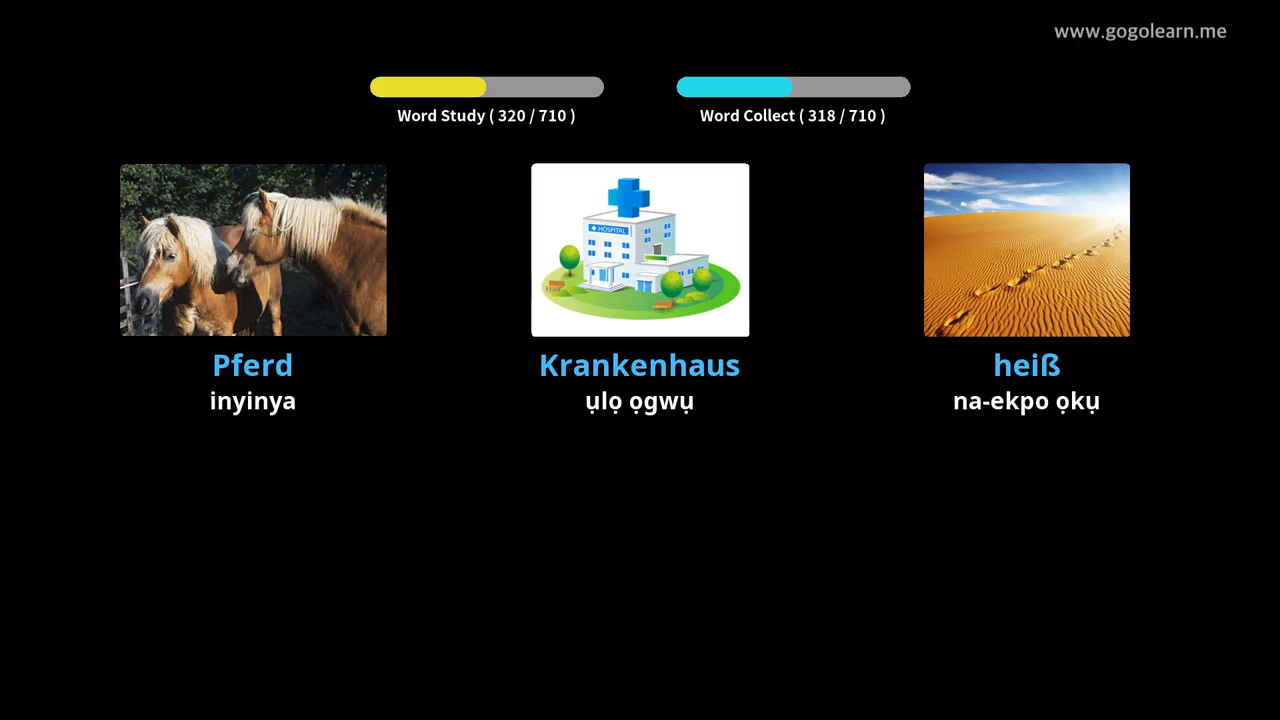 www.gogolearn.me
Word Study ( 320 / 710 )
Word Collect ( 318 / 710 )
HOSPITAL
Pferd
Krankenhaus
heiß
inyinya
ụlọ ọgwụ
na-ekpo ọkụ